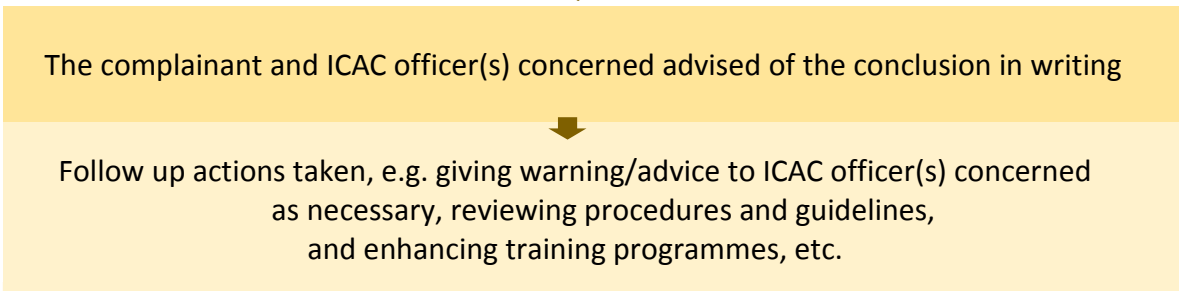 The complainant and ICAC officer(s) concerned advised of the conclusion in writing
Follow up actions taken, e.g. giving warning/advice to ICAC officer(s) concerned
as necessary, reviewing procedures and guidelines,
and enhancing training programmes, etc.